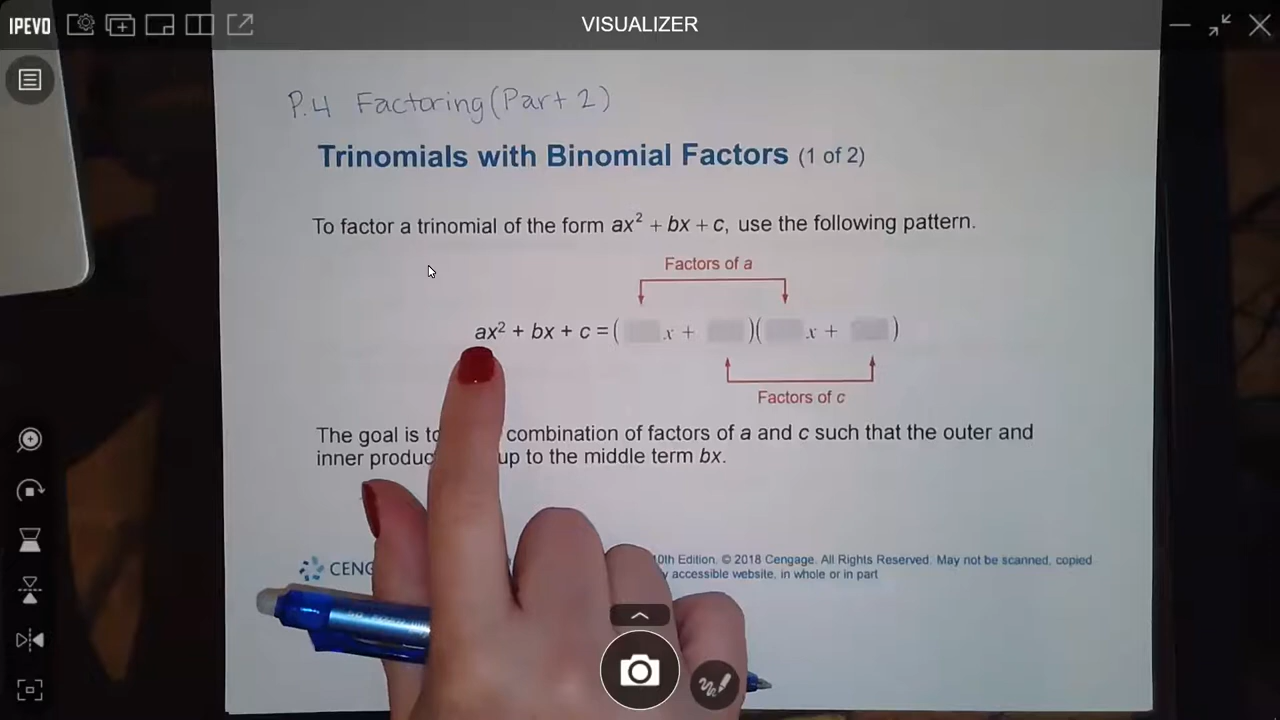 IPEVO
VISUALIZER
P.4 Factoring (Part 2)
Trinomials with Binomial Factors (1 of 2)
To factor a trinomial of the form ax² + bx + c, use the following pattern.
Factors of a
ax² + bx + c = ( x + )( x + )
Factors of c
The goal is to combination of factors of a and c such that the outer and
inner up to the middle term bx.
10th Edition. © 2018 Cengage. All Rights Reserved. May not be scanned, copied
CENG
accessible website, in whole or in part